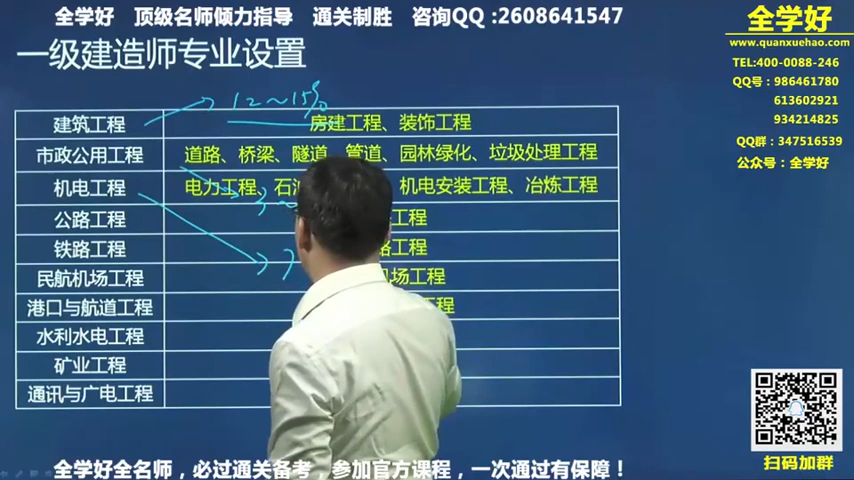 全学好 顶级名师倾力指导 通关制胜 咨询QQ :2608641547
全学好
www.quanxuehao.com
TEL:400-0088-246
QQ号：986461780
613602921
934214825
QQ群：347516539
公众号：全学好
一级建造师专业设置
12~15%
建筑工程 房建工程、装饰工程
市政公用工程 道路、桥梁、隧道、管道、园林绿化、垃圾处理工程
机电工程 电力工程、石油 机电安装工程、冶炼工程
公路工程 工程
铁路工程 路工程
民航机场工程 机场工程
港口与航道工程 工程
水利水电工程
矿业工程
通讯与广电工程
扫码加群
全学好全名师，必过通关备考，参加官方课程，一次通过有保障！